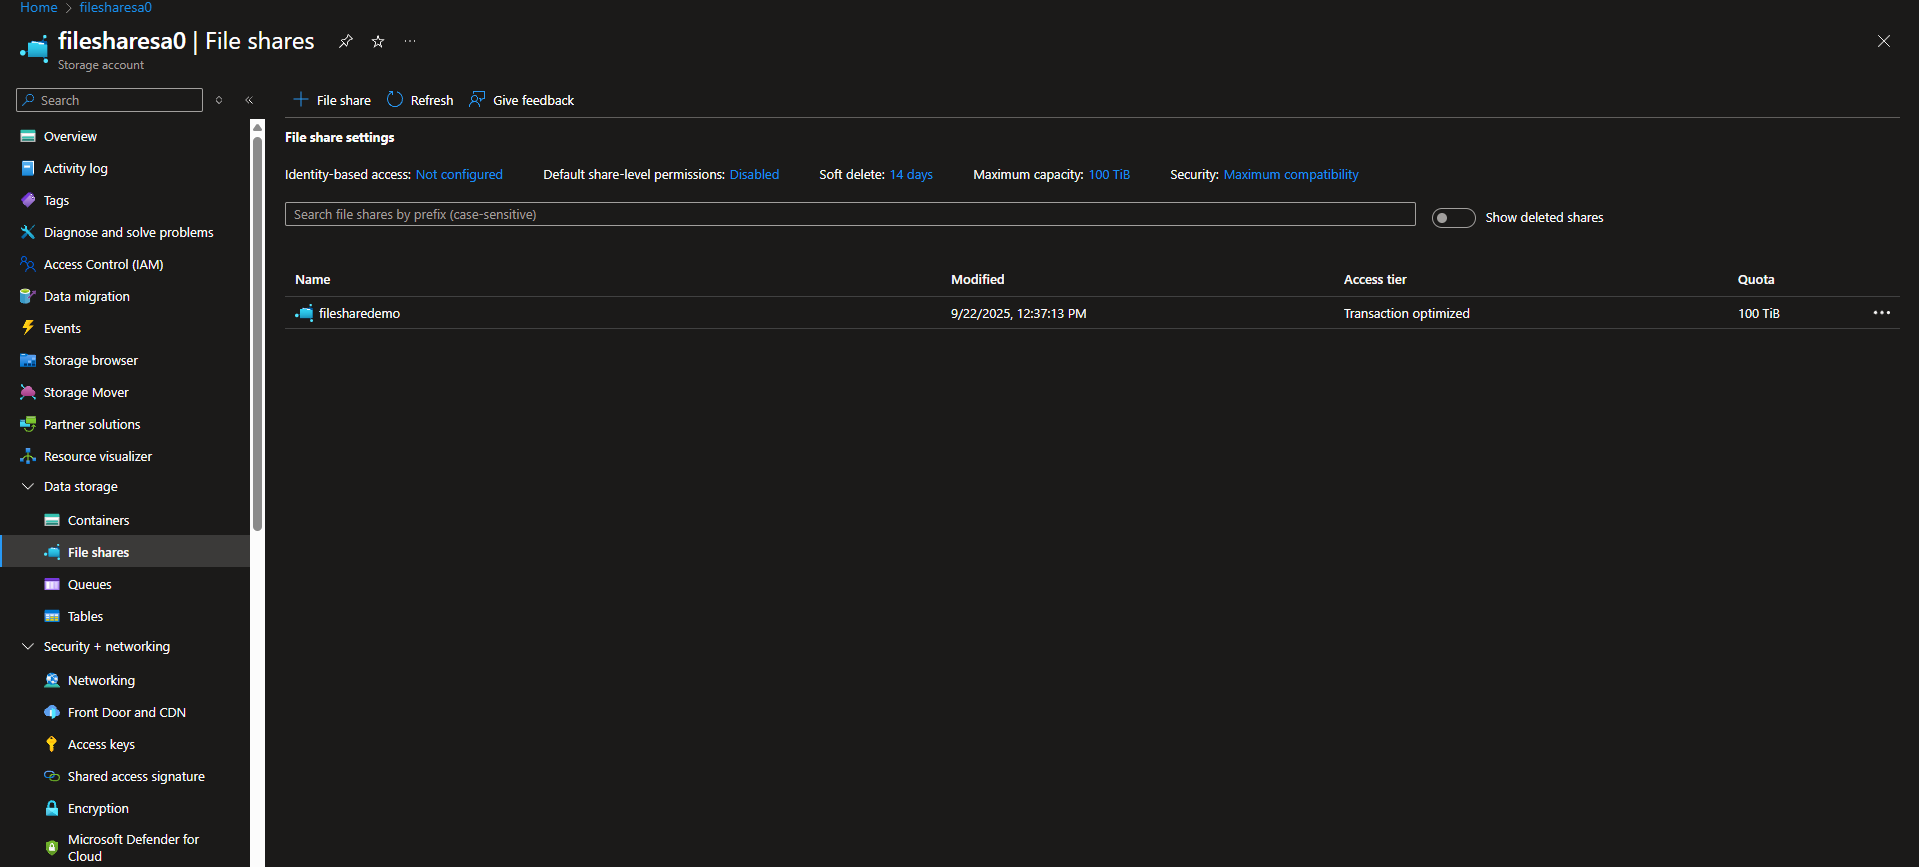 Home > filesharesa0
filesharesa0 | File shares
Storage account
Search
File share Refresh Give feedback
File share settings
Identity-based access: Not configured Default share-level permissions: Disabled Soft delete: 14 days Maximum capacity: 100 TiB Security: Maximum compatibility
Search file shares by prefix (case-sensitive) Show deleted shares
Name Modified Access tier Quota
filesharedemo 9/22/2025, 12:37:13 PM Transaction optimized 100 TiB
Overview
Activity log
Tags
Diagnose and solve problems
Access Control (IAM)
Data migration
Events
Storage browser
Storage Mover
Partner solutions
Resource visualizer
Data storage
Containers
File shares
Queues
Tables
Security + networking
Networking
Front Door and CDN
Access keys
Shared access signature
Encryption
Microsoft Defender for
Cloud